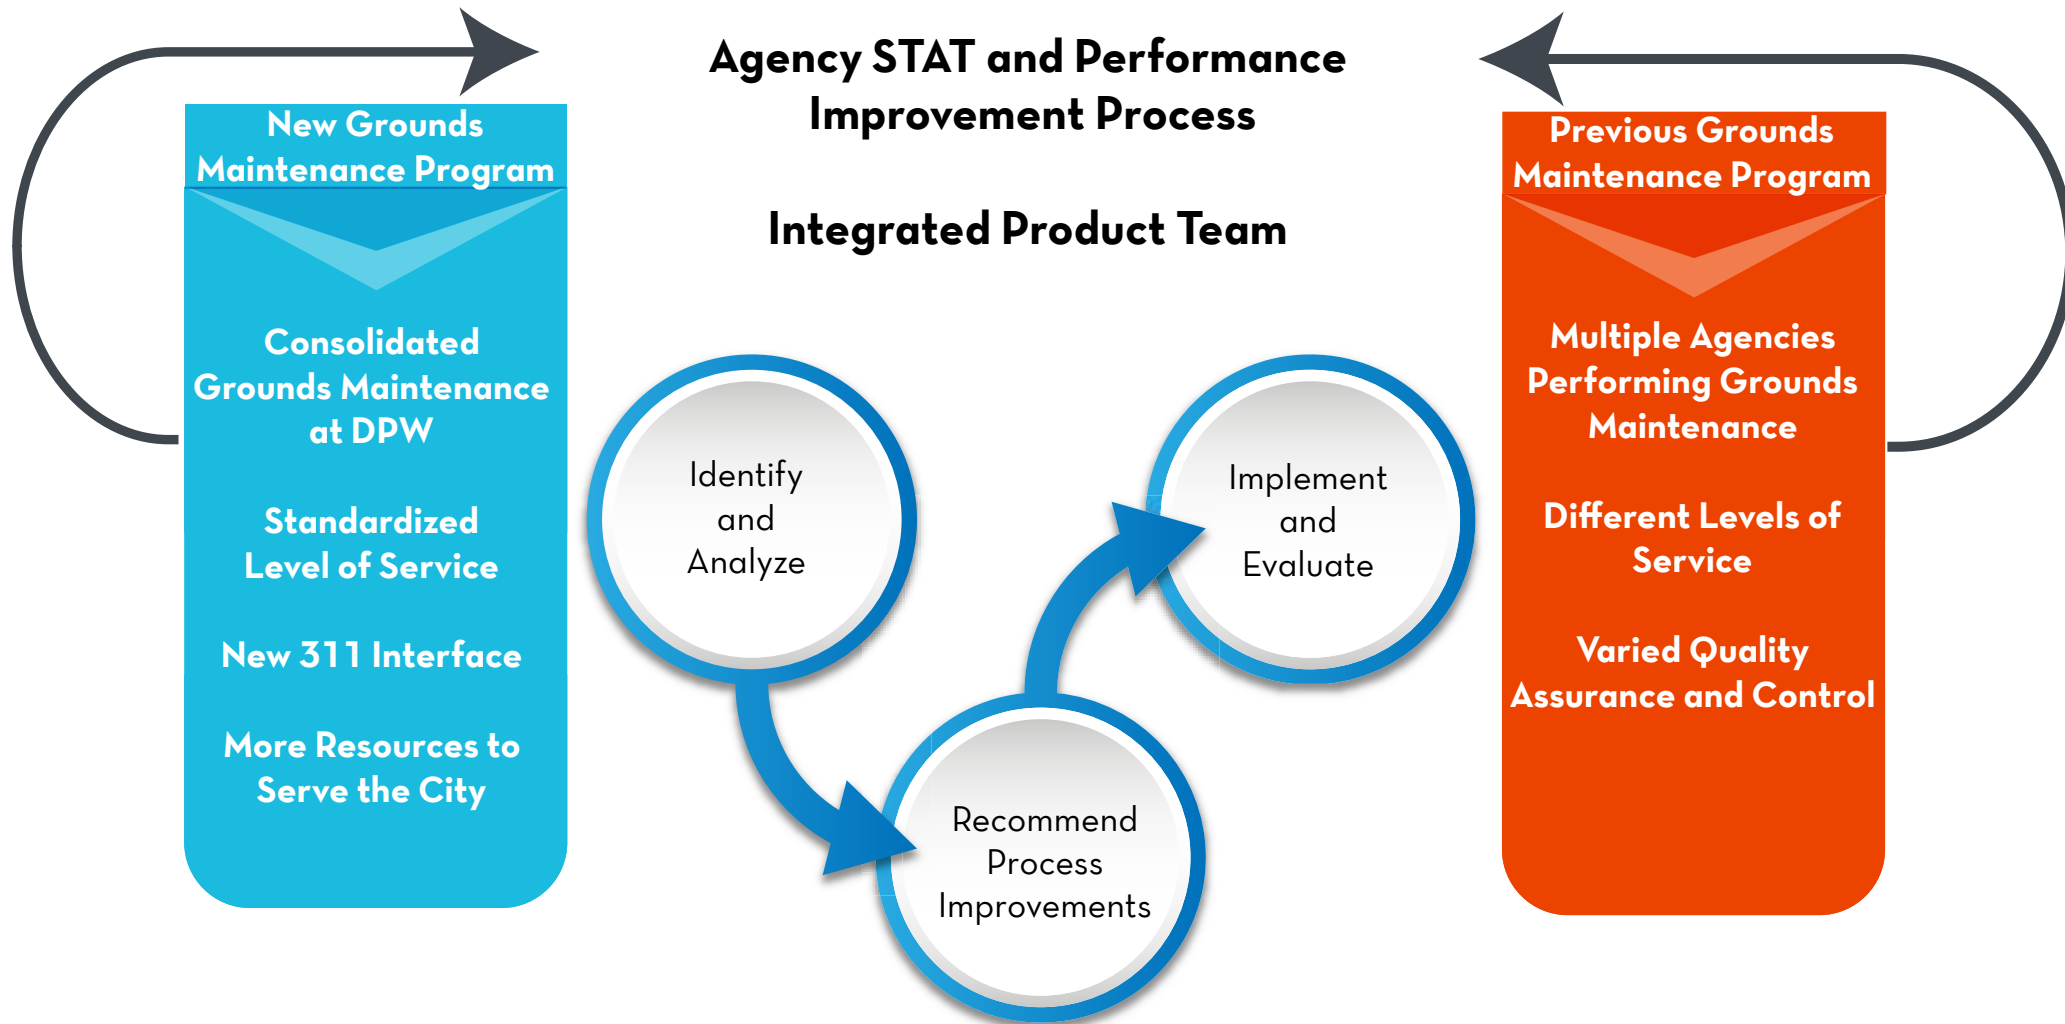 Agency STAT and Performance
Improvement Process
Integrated Product Team
New Grounds
Maintenance Program
Consolidated
Grounds Maintenance
at DPW
Standardized
Level of Service
New 311 Interface
More Resources to
Serve the City
Identify
and
Analyze
Recommend
Process
Improvements
Implement
and
Evaluate
Previous Grounds
Maintenance Program
Multiple Agencies
Performing Grounds
Maintenance
Different Levels of
Service
Varied Quality
Assurance and Control